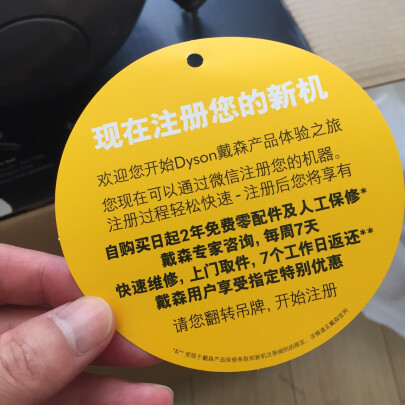 现在注册您的新机
欢迎您开始Dyson戴森产品体验之旅
您现在可以通过微信注册您的机器。
注册过程轻松快速 - 注册后您将享有
自购买日起2年免费零配件及人工保修*
戴森专家咨询, 每周7天
快速维修, 上门取件, 7个工作日返还**
戴森用户享受指定特别优惠
请您翻转吊牌, 开始注册